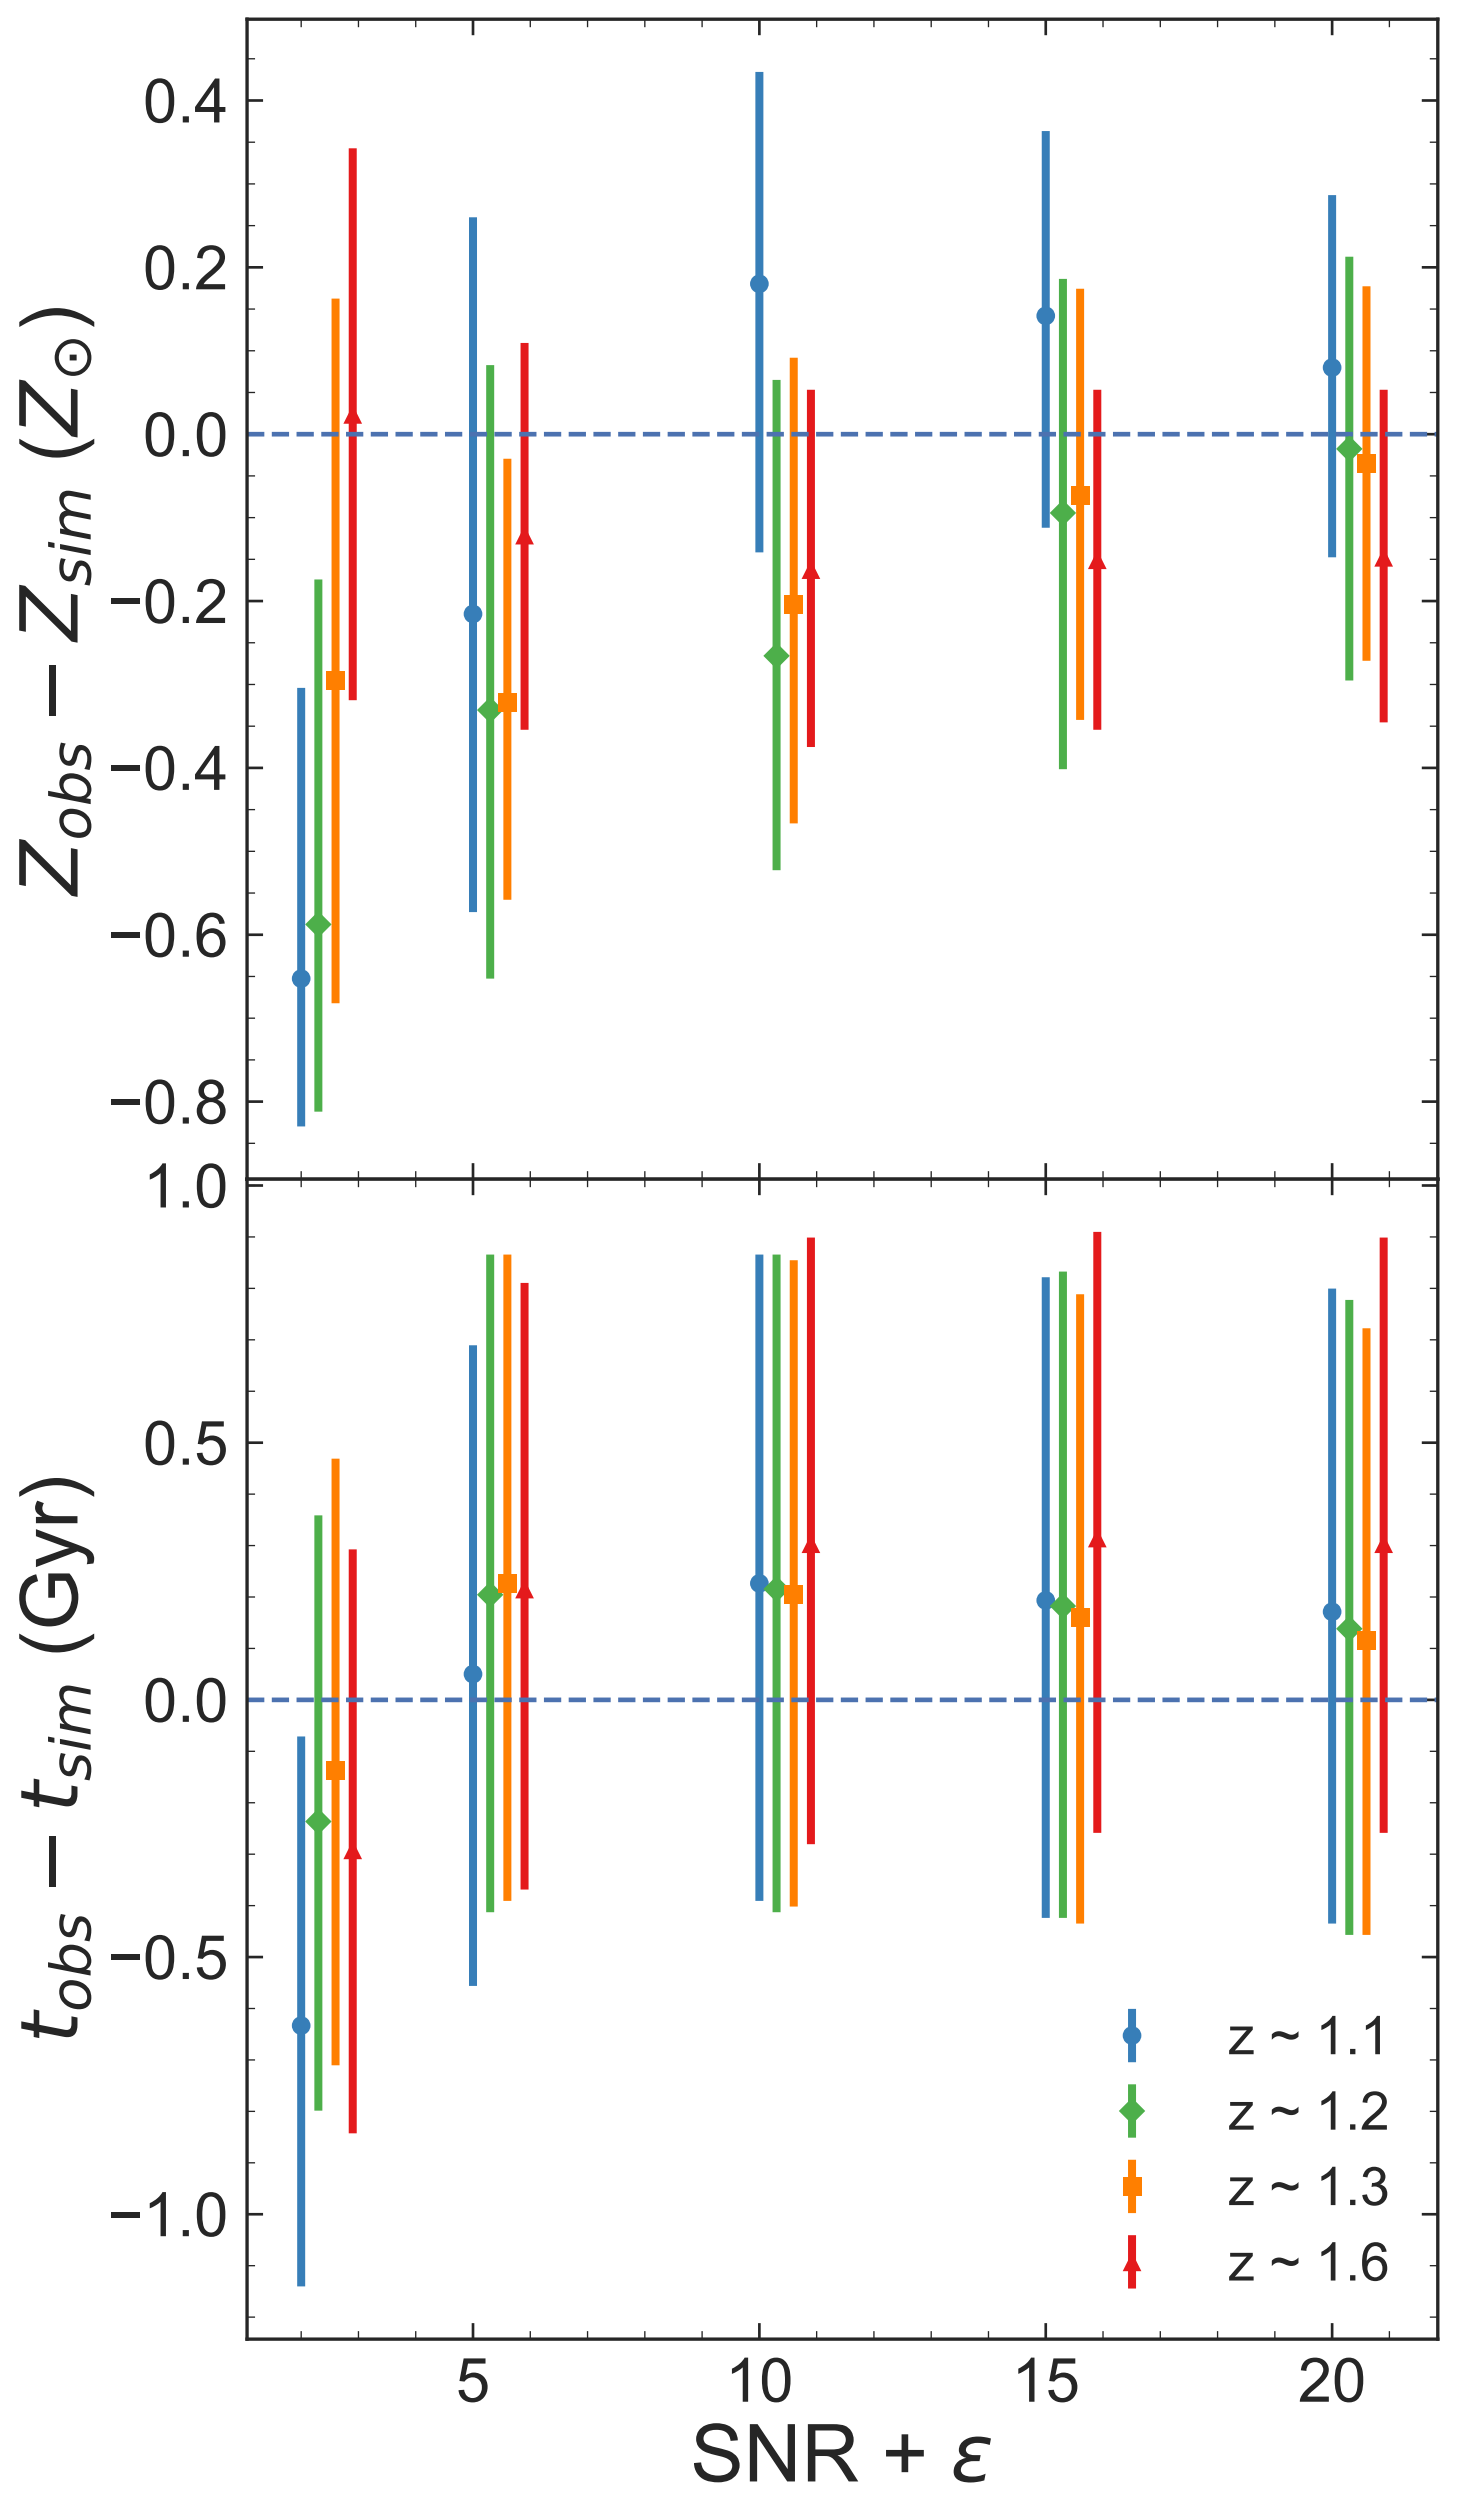 Z_obs − Z_sim (Z_⊙)
0.4
0.2
0.0
−0.2
−0.4
−0.6
−0.8
t_obs − t_sim (Gyr)
1.0
0.5
0.0
−0.5
−1.0
z ~ 1.1
z ~ 1.2
z ~ 1.3
z ~ 1.6
5 10 15 20
SNR + ε